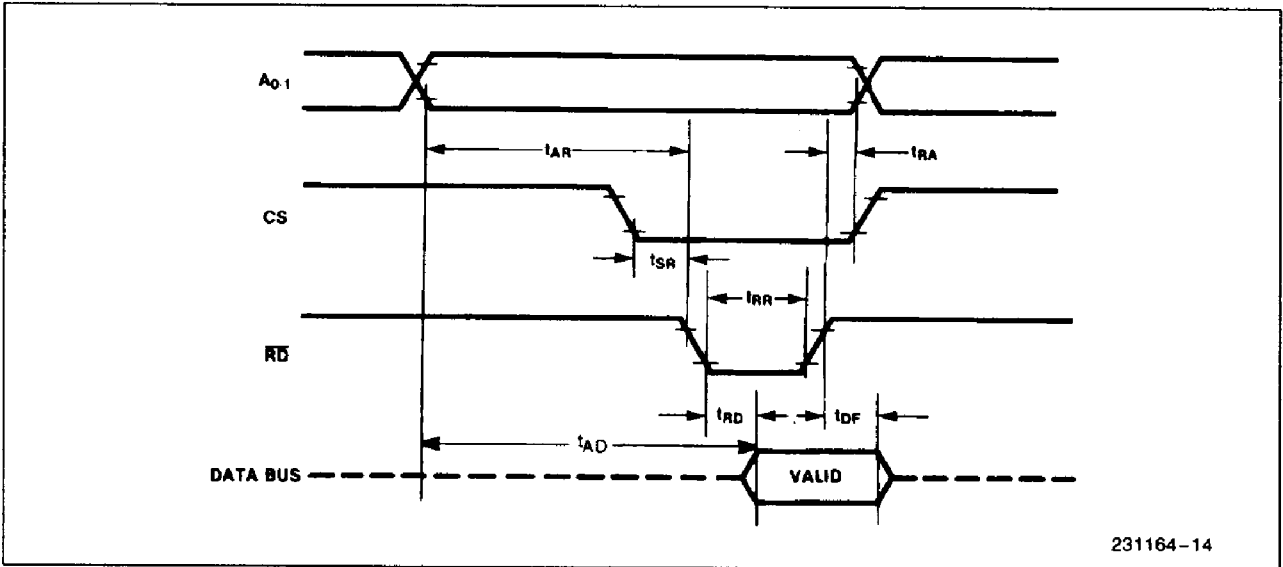 A0-1
tAR
tRA
CS
tSR
tRR
RD
tRD
tDF
tAD
DATA BUS
VALID
231164-14